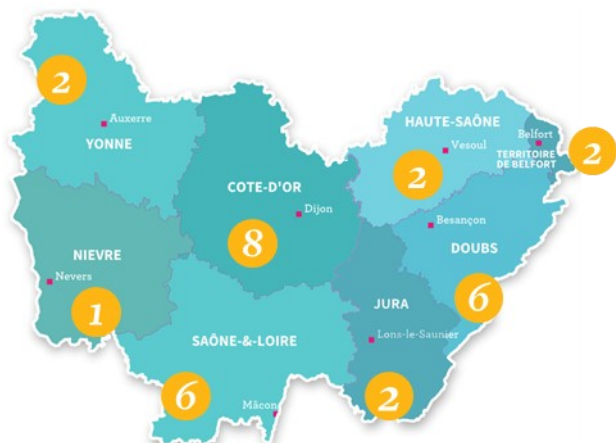 2
Auxerre
YONNE
HAUTE-SAÔNE
Vesoul
2
Belfort
TERRITOIRE
DE BELFORT
2
COTE-D'OR
Dijon
8
Besançon
DOUBS
6
NIEVRE
Nevers
1
JURA
Lons-le-Saunier
2
SAÔNE-&-LOIRE
6
Mâcon